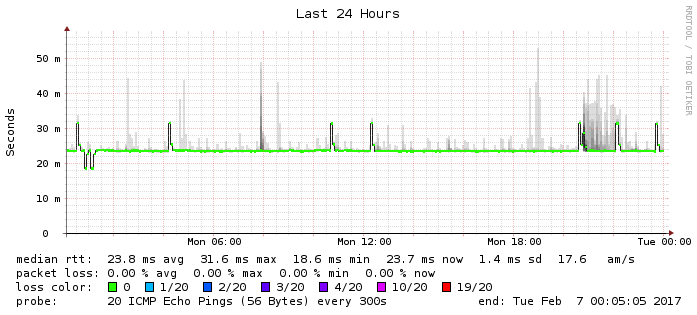 Last 24 Hours
RRDTOOL / TOBI OETIKER
Seconds
50 m
40 m
30 m
20 m
10 m
0
Mon 06:00 Mon 12:00 Mon 18:00 Tue 00:00
median rtt: 23.8 ms avg 31.6 ms max 18.6 ms min 23.7 ms now 1.4 ms sd 17.6 am/s
packet loss: 0.00 % avg 0.00 % max 0.00 % min 0.00 % now
loss color: 0 1/20 2/20 3/20 4/20 10/20 19/20
probe: 20 ICMP Echo Pings (56 Bytes) every 300s end: Tue Feb 7 00:05:05 2017